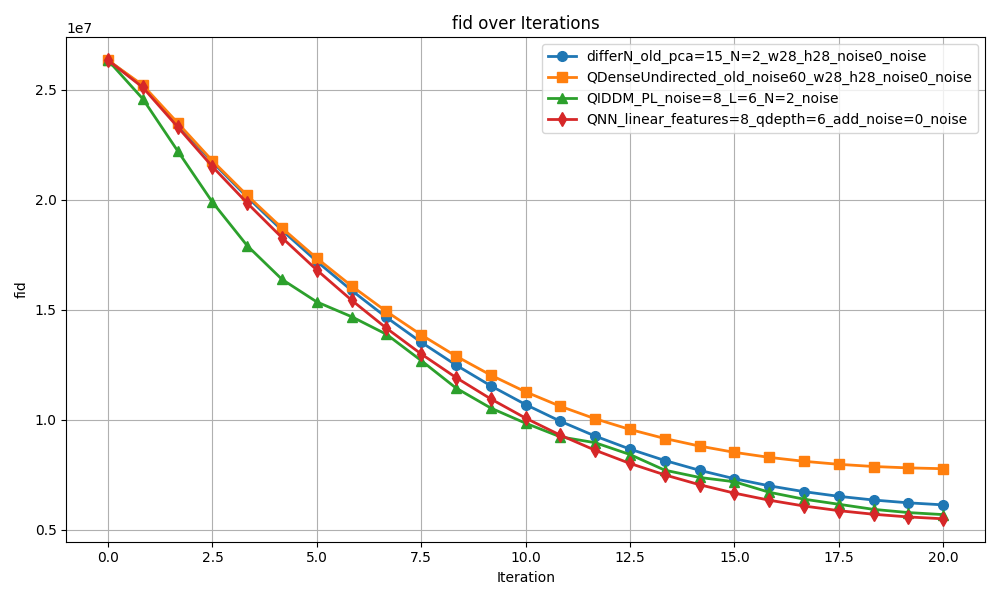 fid over Iterations
1e7
differN_old_pca=15_N=2_w28_h28_noise0_noise
QDenseUndirected_old_noise60_w28_h28_noise0_noise
QIDDM_PL_noise=8_L=6_N=2_noise
QNN_linear_features=8_qdepth=6_add_noise=0_noise
2.5
2.0
1.5
1.0
0.5
fid
0.0 2.5 5.0 7.5 10.0 12.5 15.0 17.5 20.0
Iteration